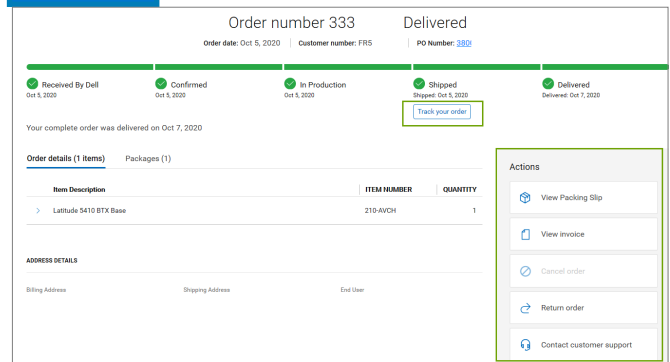 Order number 333 Delivered
Order date: Oct 5, 2020 Customer number: FR5 PO Number: 380
Received By Dell Confirmed In Production Shipped Delivered
Oct 5, 2020 Oct 5, 2020 Oct 5, 2020 Shipped: Oct 5, 2020 Delivered: Oct 7, 2020
Track your order
Your complete order was delivered on Oct 7, 2020
Order details (1 items) Packages (1)
Item Description ITEM NUMBER QUANTITY
Latitude 5410 BTX Base 210-AVCH 1
ADDRESS DETAILS
Billing Address Shipping Address End User
Actions
View Packing Slip
View invoice
Cancel order
Return order
Contact customer support